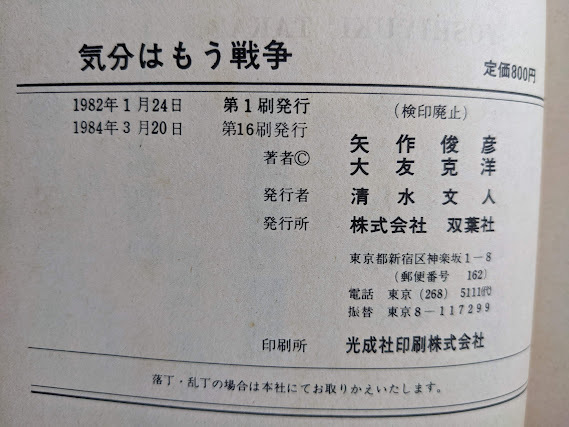 気分はもう戦争
定価800円
1982年1月24日 第1刷発行 (検印廃止)
1984年3月20日 第16刷発行
著者© 矢作俊彦
大友克洋
発行者 清水文人
発行所 株式会社 双葉社
東京都新宿区神楽坂1−8
(郵便番号 162)
電話 東京(268) 5111代
振替 東京8−117299
印刷所 光成社印刷株式会社
落丁・乱丁の場合は本社にてお取りかえいたします。